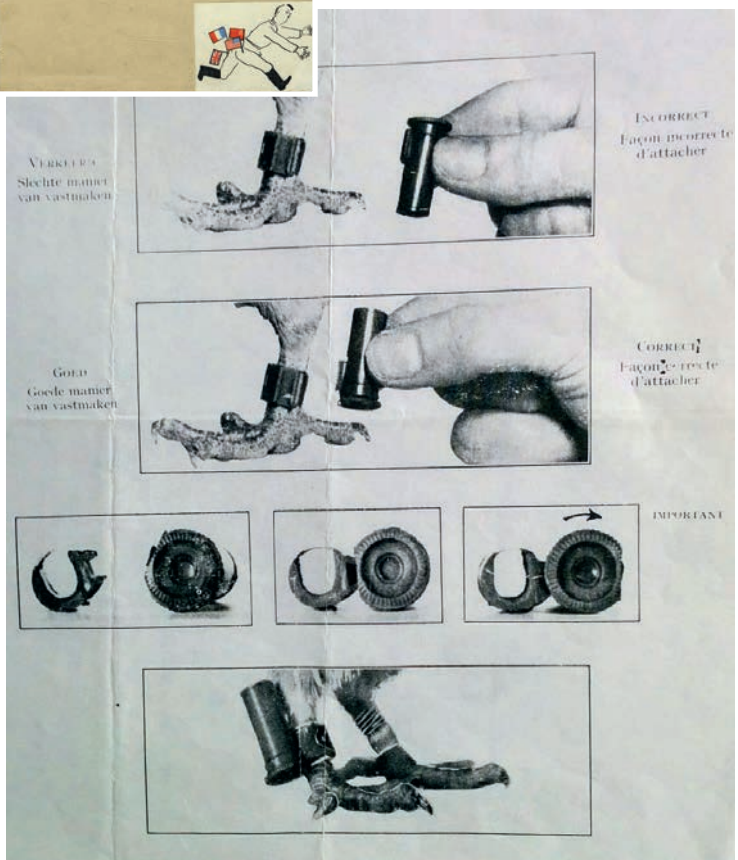 VERKEERD
Slechte manier
van vastmaken
INCORRECT
Façon incorrecte
d'attacher
GOED
Goede manier
van vastmaken
CORRECT
Façon correcte
d'attacher
IMPORTANT